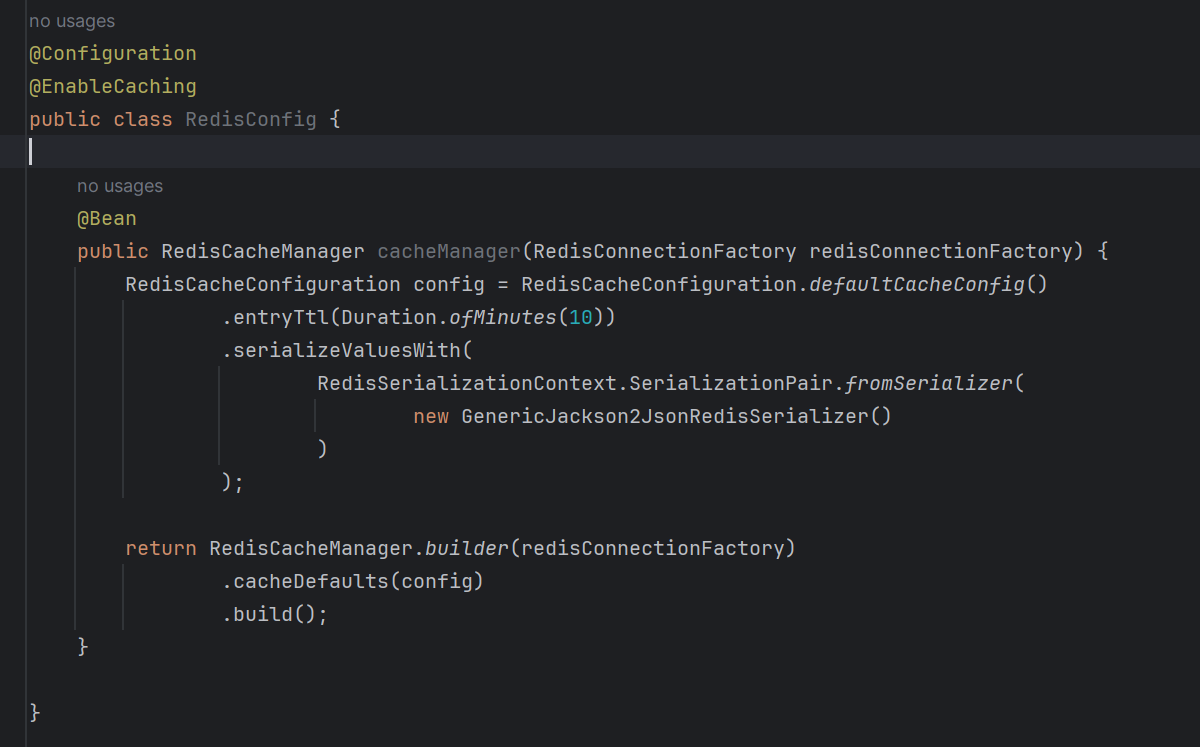 no usages
@Configuration
@EnableCaching
public class RedisConfig {
no usages
@Bean
public RedisCacheManager cacheManager(RedisConnectionFactory redisConnectionFactory) {
RedisCacheConfiguration config = RedisCacheConfiguration.defaultCacheConfig()
.entryTtl(Duration.ofMinutes(10))
.serializeValuesWith(
RedisSerializationContext.SerializationPair.fromSerializer(
new GenericJackson2JsonRedisSerializer()
)
);
return RedisCacheManager.builder(redisConnectionFactory)
.cacheDefaults(config)
.build();
}
}